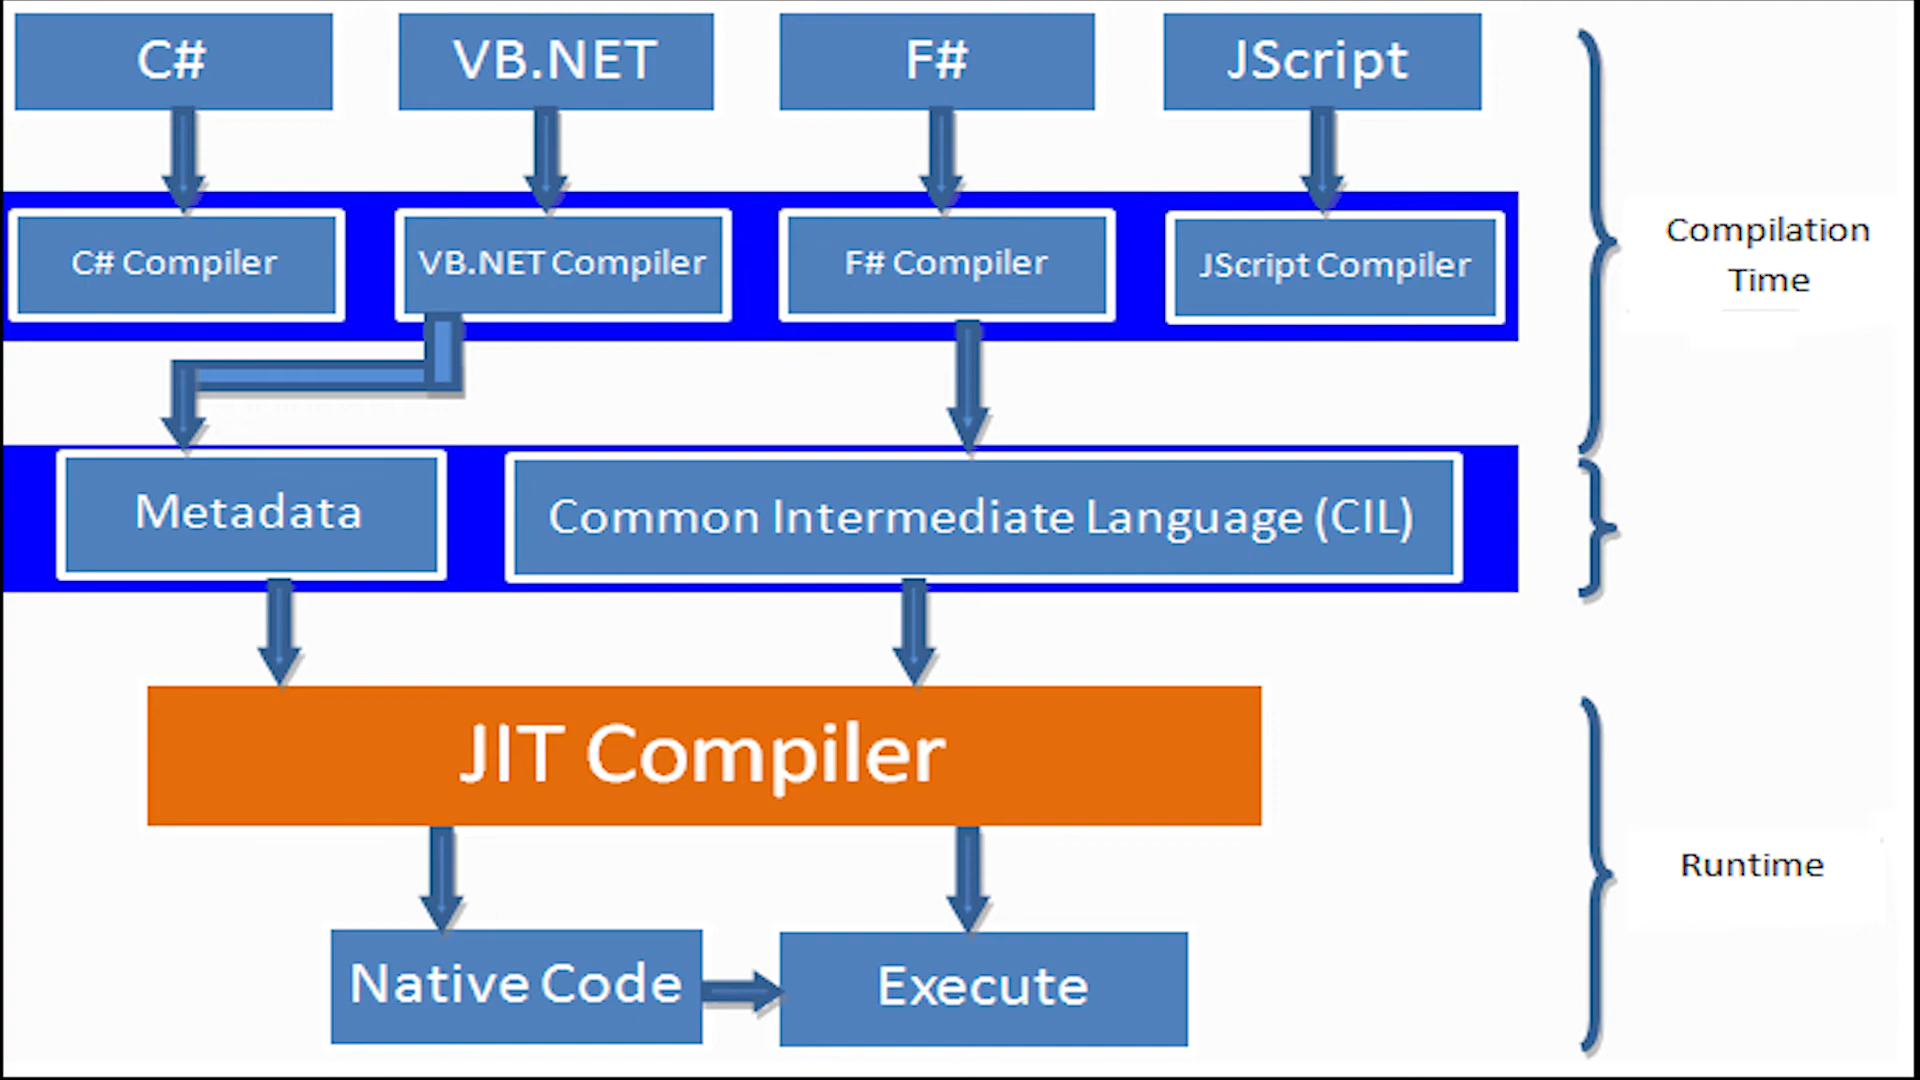 C#
VB.NET
F#
JScript
C# Compiler
VB.NET Compiler
F# Compiler
JScript Compiler
Compilation
Time
Metadata
Common Intermediate Language (CIL)
JIT Compiler
Runtime
Native Code
Execute